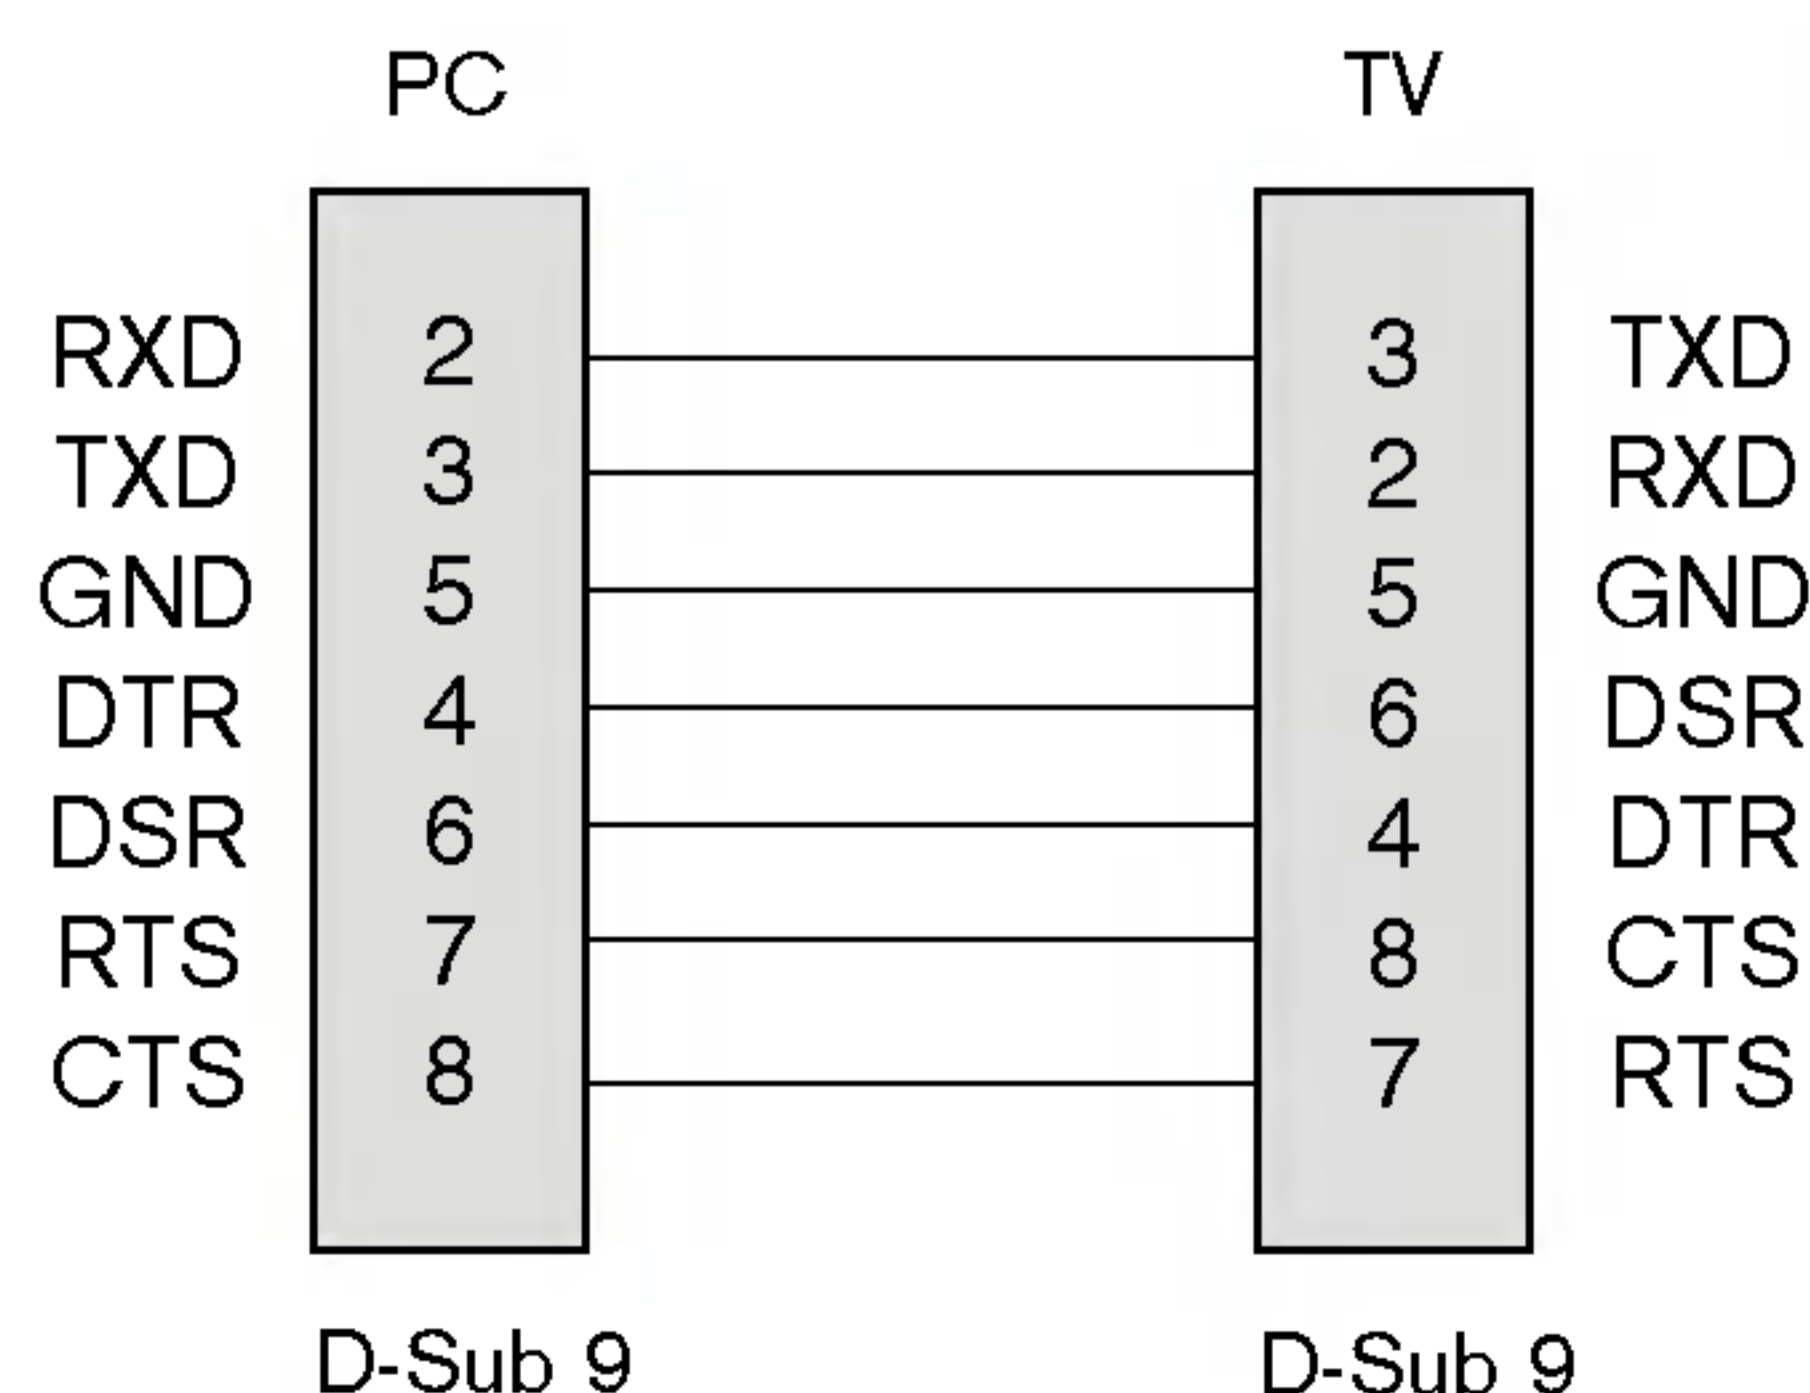 PC TV
RXD 2 3 TXD
TXD 3 2 RXD
GND 5 5 GND
DTR 4 6 DSR
DSR 6 4 DTR
RTS 7 8 CTS
CTS 8 7 RTS
D-Sub 9 D-Sub 9